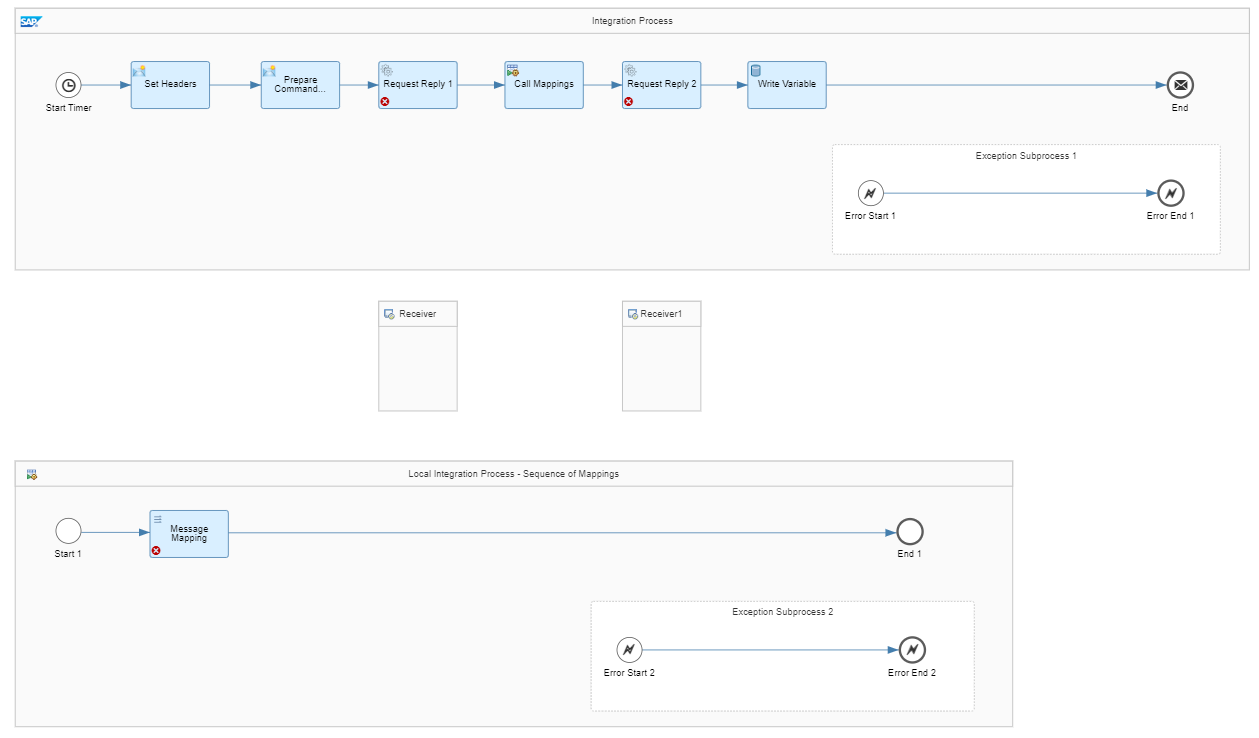 SAP
Integration Process
Start Timer
Set Headers
Prepare
Command...
Request Reply 1
Call Mappings
Request Reply 2
Write Variable
End
Exception Subprocess 1
Error Start 1
Error End 1
Receiver
Receiver1
Local Integration Process - Sequence of Mappings
Start 1
Message
Mapping
End 1
Exception Subprocess 2
Error Start 2
Error End 2